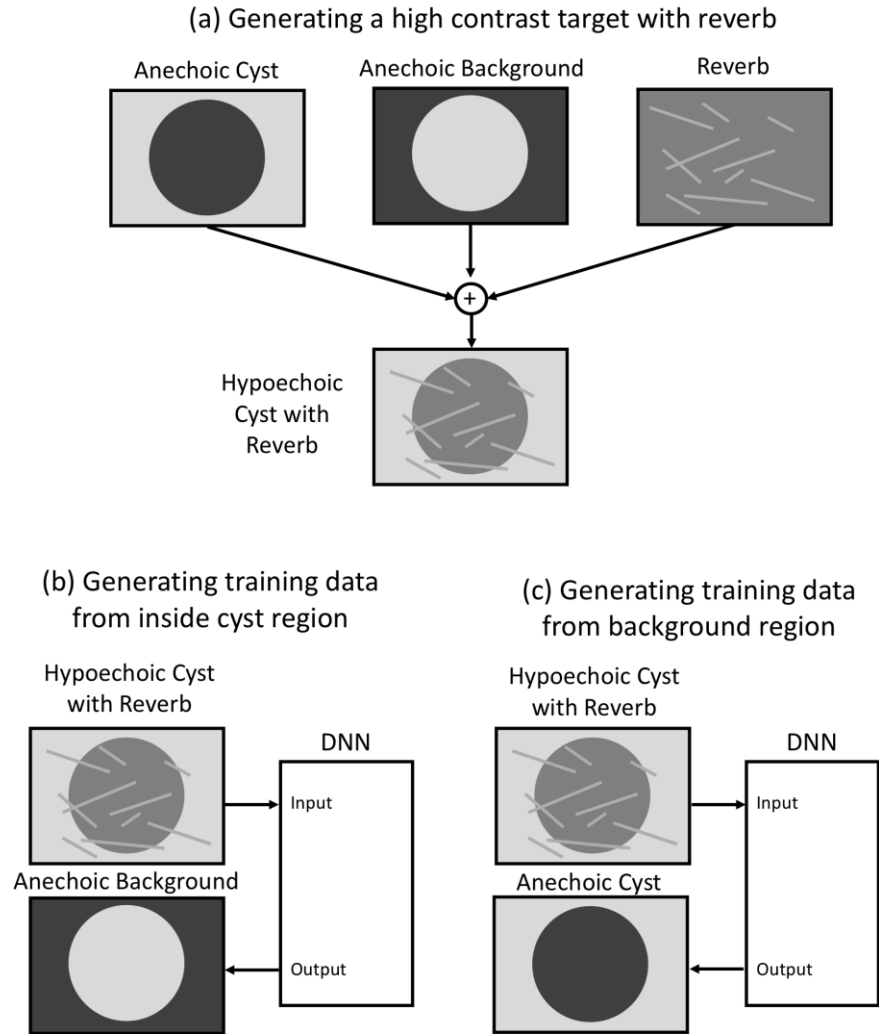 (a) Generating a high contrast target with reverb
Anechoic Cyst
Anechoic Background
Reverb
+
Hypoechoic
Cyst with
Reverb
(b) Generating training data
from inside cyst region
Hypoechoic Cyst
with Reverb
DNN
Input
Anechoic Background
Output
(c) Generating training data
from background region
Hypoechoic Cyst
with Reverb
DNN
Input
Anechoic Cyst
Output